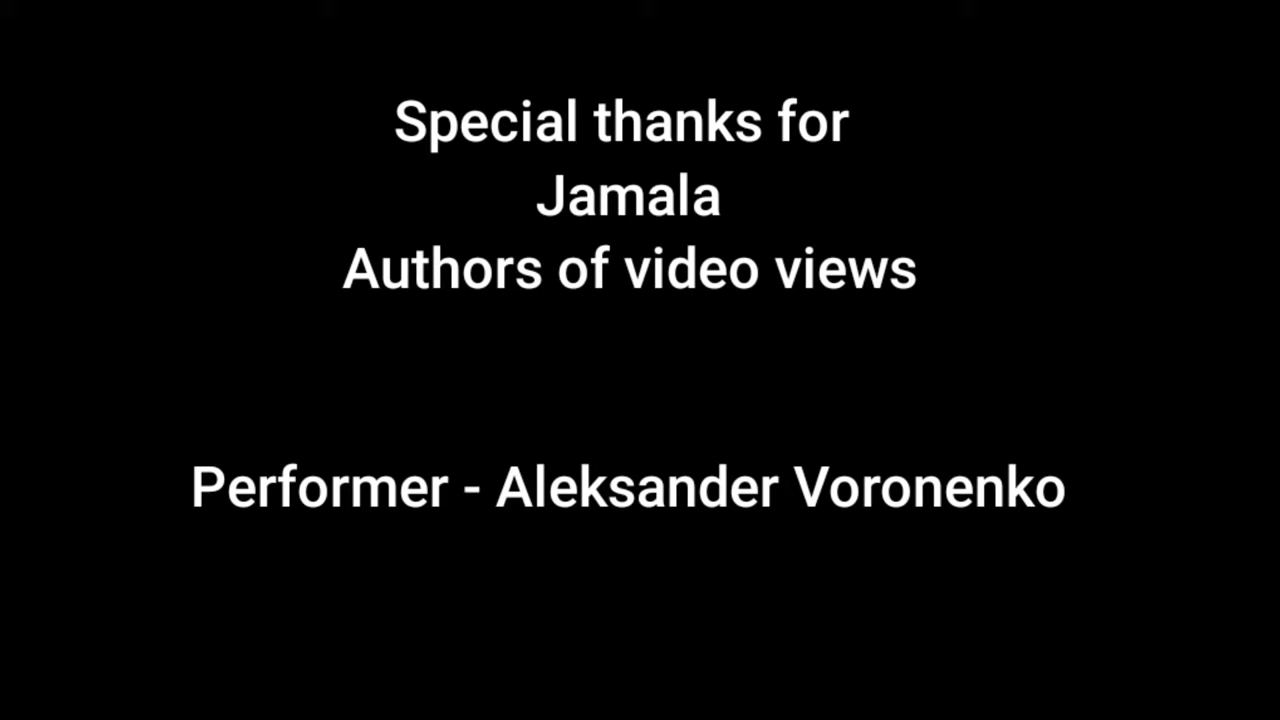 Special thanks for
Jamala
Authors of video views
Performer - Aleksander Voronenko